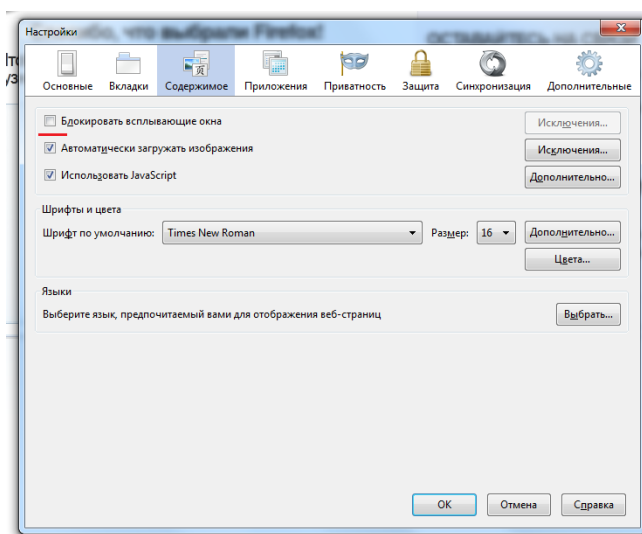 Настройки
Основные Вкладки Содержимое Приложения Приватность Защита Синхронизация Дополнительные
Блокировать всплывающие окна Исключения...
Автоматически загружать изображения Исключения...
Использовать JavaScript Дополнительно...
Шрифты и цвета
Шрифт по умолчанию: Times New Roman Размер: 16 Дополнительно...
Цвета...
Языки
Выберите язык, предпочитаемый вами для отображения веб-страниц Выбрать...
OK Отмена Справка